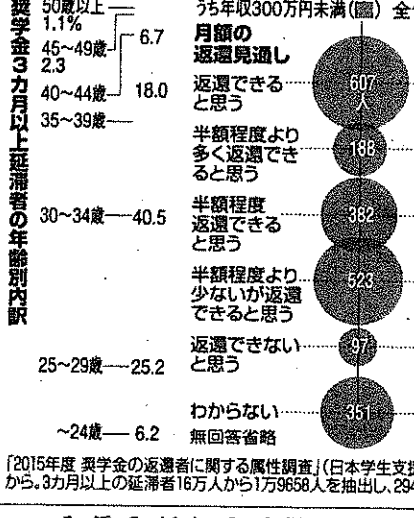 奨学金3カ月以上延滞者の年齢別内訳
50歳以上
1.1%
45～49歳
2.3
6.7
40～44歳
18.0
35～39歳
30～34歳 40.5
25～29歳 25.2
～24歳 6.2
うち年収300万円未満( ) 全
月額の
返還見通し
返還できる
と思う
607
人
半額程度より
多く返還でき
ると思う
188
半額程度
返還できる
と思う
382
半額程度より
少ないが返還
できると思う
523
返還できない
と思う
97
わからない
351
無回答省略
「2015年度 奨学金の返還者に関する属性調査」(日本学生支
から。3カ月以上の延滞者16万人から1万9658人を抽出し、294